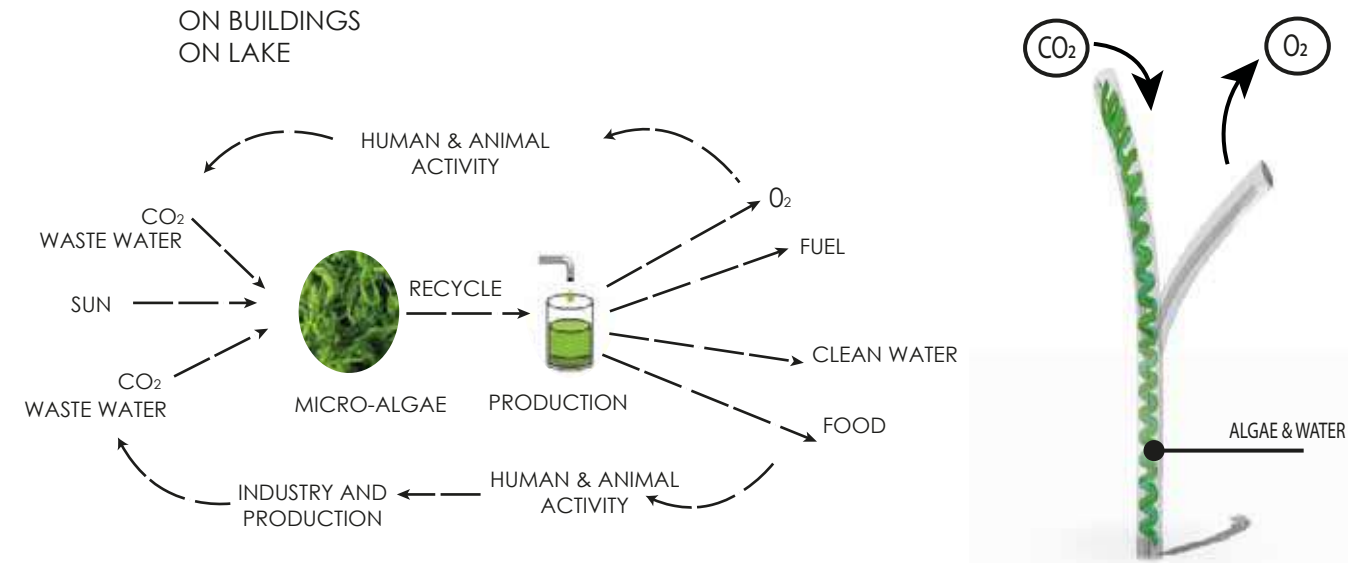 ON BUILDINGS
ON LAKE
HUMAN & ANIMAL
ACTIVITY
CO₂
WASTE WATER
SUN
CO₂
WASTE WATER
MICRO-ALGAE
RECYCLE
PRODUCTION
O₂
FUEL
CLEAN WATER
FOOD
HUMAN & ANIMAL
ACTIVITY
INDUSTRY AND
PRODUCTION
CO₂
O₂
ALGAE & WATER